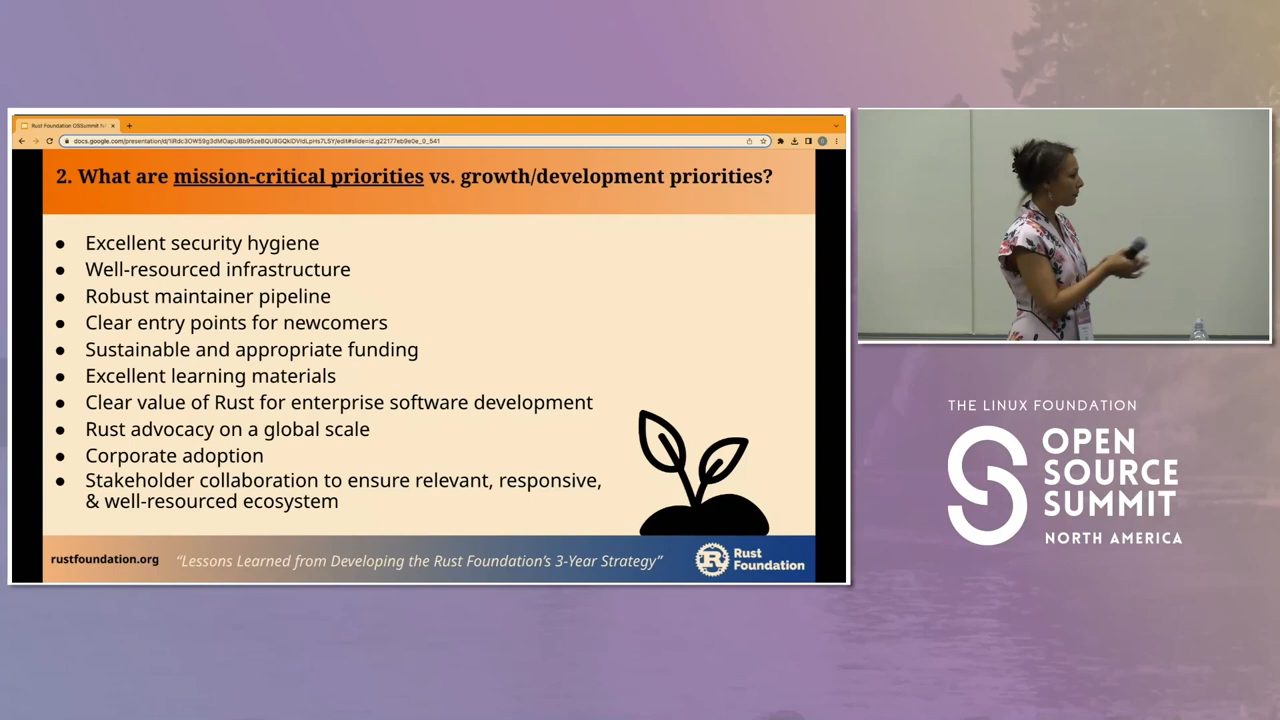 Rust Foundation OSSummit
2. What are mission-critical priorities vs. growth/development priorities?
● Excellent security hygiene
● Well-resourced infrastructure
● Robust maintainer pipeline
● Clear entry points for newcomers
● Sustainable and appropriate funding
● Excellent learning materials
● Clear value of Rust for enterprise software development
● Rust advocacy on a global scale
● Corporate adoption
● Stakeholder collaboration to ensure relevant, responsive,
& well-resourced ecosystem
rustfoundation.org
“Lessons Learned from Developing the Rust Foundation’s 3-Year Strategy”
R
Rust
Foundation
THE LINUX FOUNDATION
OPEN
SOURCE
SUMMIT
NORTH AMERICA